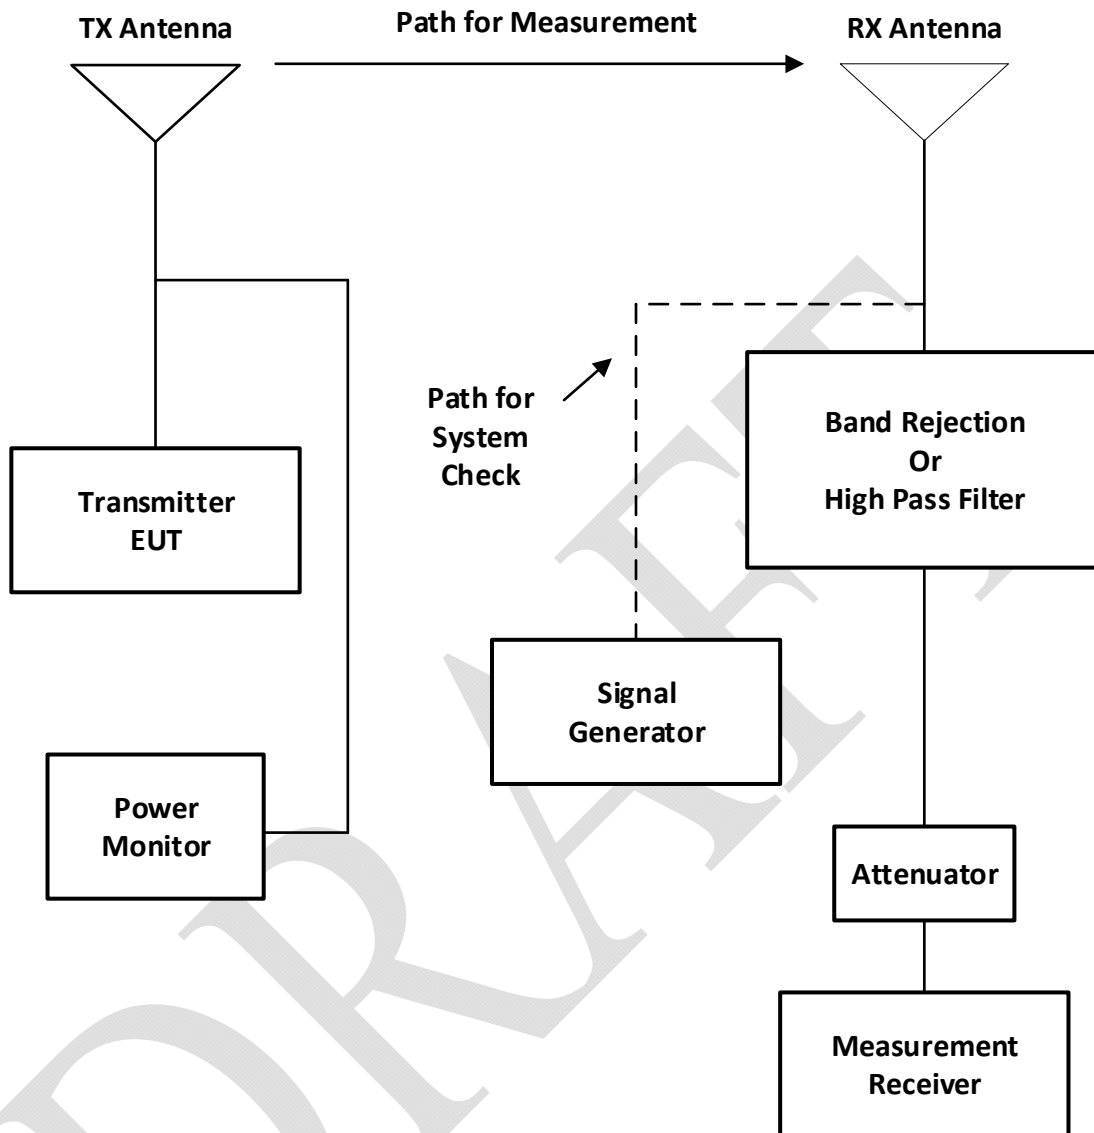 TX Antenna
Path for Measurement
RX Antenna
Path for
System
Check
Band Rejection
Or
High Pass Filter
Transmitter
EUT
Signal
Generator
Power
Monitor
Attenuator
Measurement
Receiver
DRAFT